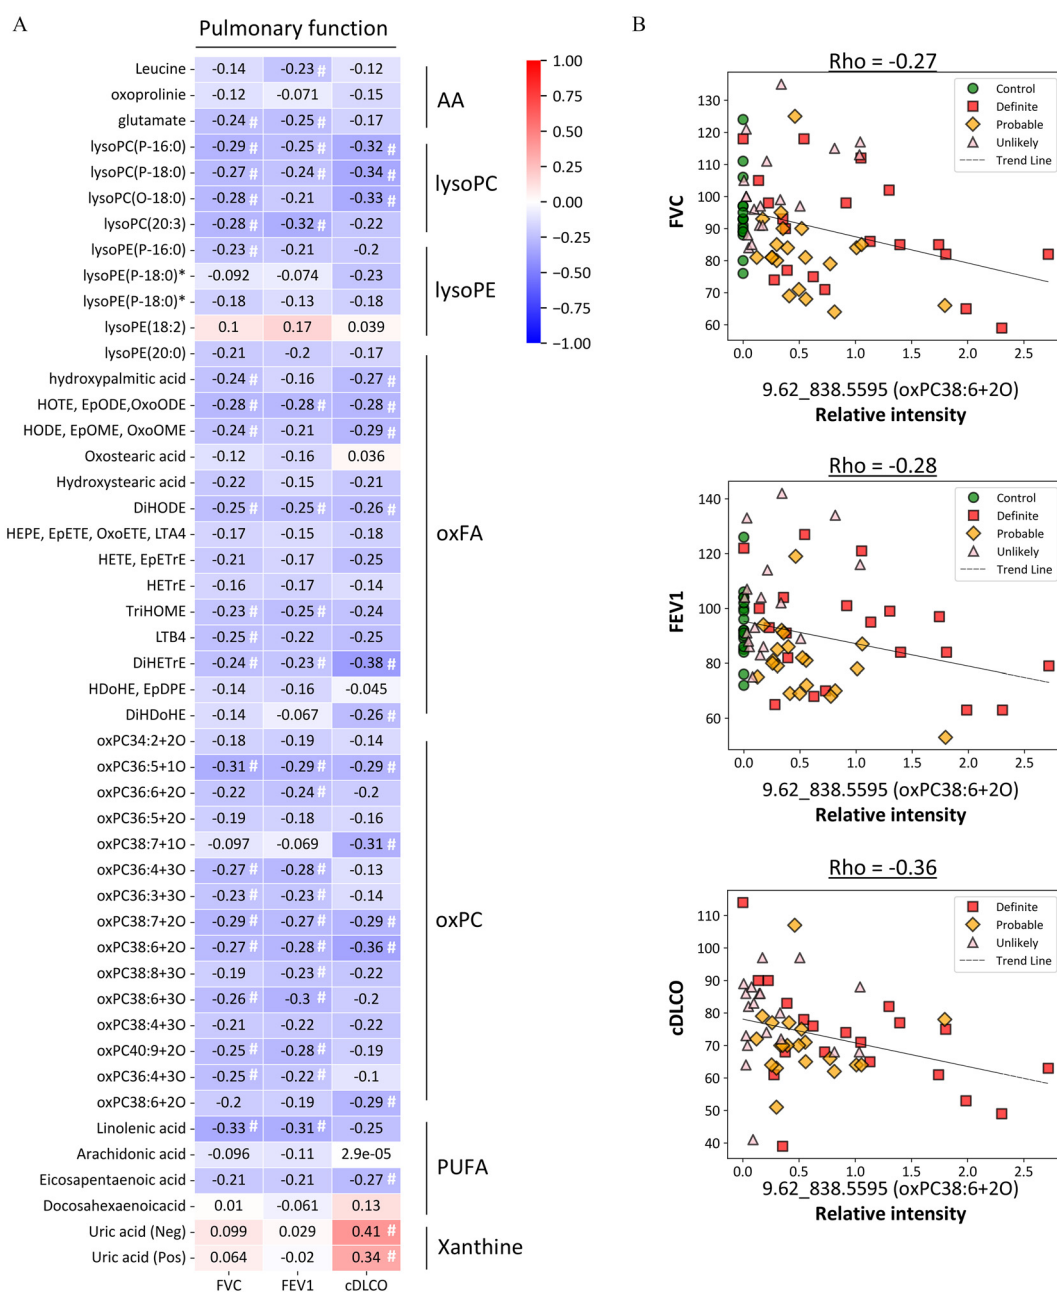 A
Pulmonary function
Leucine -0.14 -0.23 # -0.12
oxoprolinie -0.12 -0.071 -0.15
glutamate -0.24 # -0.25 # -0.17
AA
lysoPC(P-16:0) -0.29 # -0.25 # -0.32 #
lysoPC(P-18:0) -0.27 # -0.24 # -0.34 #
lysoPC(O-18:0) -0.28 # -0.21 -0.33 #
lysoPC(20:3) -0.28 # -0.32 # -0.22
lysoPC
lysoPE(P-16:0) -0.23 # -0.21 -0.2
lysoPE(P-18:0)* -0.092 -0.074 -0.23
lysoPE(P-18:0)* -0.18 -0.13 -0.18
lysoPE(18:2) 0.1 0.17 0.039
lysoPE
lysoPE(20:0) -0.21 -0.2 -0.17
hydroxypalmitic acid -0.24 # -0.16 -0.27 #
HOTE, EpODE,OxoODE -0.28 # -0.28 # -0.28 #
HODE, EpOME, OxoOME -0.24 # -0.21 -0.29 #
Oxostearic acid -0.12 -0.16 0.036
Hydroxystearic acid -0.22 -0.15 -0.21
DiHODE -0.25 # -0.25 # -0.26 #
HEPE, EpETE, OxoETE, LTA4 -0.17 -0.15 -0.18
HETE, EpETrE -0.21 -0.17 -0.25
HETrE -0.16 -0.17 -0.14
TriHOME -0.23 # -0.25 # -0.24
LTB4 -0.25 # -0.22 -0.25
DiHETrE -0.24 # -0.23 # -0.38 #
HDoHE, EpDPE -0.14 -0.16 -0.045
DiHDoHE -0.14 -0.067 -0.26 #
oxFA
oxPC34:2+2O -0.18 -0.19 -0.14
oxPC36:5+1O -0.31 # -0.29 # -0.29 #
oxPC36:6+2O -0.22 -0.24 # -0.2
oxPC36:5+2O -0.19 -0.18 -0.16
oxPC38:7+1O -0.097 -0.069 -0.31 #
oxPC36:4+3O -0.27 # -0.28 # -0.13
oxPC36:3+3O -0.23 # -0.23 # -0.14
oxPC38:7+2O -0.29 # -0.27 # -0.29 #
oxPC38:6+2O -0.27 # -0.28 # -0.36 #
oxPC38:8+3O -0.19 -0.23 # -0.22
oxPC38:6+3O -0.26 # -0.3 # -0.2
oxPC38:4+3O -0.21 -0.22 -0.22
oxPC40:9+2O -0.25 # -0.28 # -0.19
oxPC36:4+3O -0.25 # -0.22 # -0.1
oxPC38:6+2O -0.2 -0.19 -0.29 #
oxPC
Linolenic acid -0.33 # -0.31 # -0.25
Arachidonic acid -0.096 -0.11 2.9e-05
Eicosapentaenoic acid -0.21 -0.21 -0.27 #
Docosahexaenoicacid 0.01 -0.061 0.13
PUFA
Uric acid (Neg) 0.099 0.029 0.41 #
Uric acid (Pos) 0.064 -0.02 0.34 #
Xanthine
FVC FEV1 cDLCO
1.00
0.75
0.50
0.25
0.00
−0.25
−0.50
−0.75
−1.00
B
Rho = -0.27
Control
Definite
Probable
Unlikely
Trend Line
FVC
130
120
110
100
90
80
70
60
0.0 0.5 1.0 1.5 2.0 2.5
9.62_838.5595 (oxPC38:6+2O)
Relative intensity
Rho = -0.28
Control
Definite
Probable
Unlikely
Trend Line
FEV1
140
120
100
80
60
0.0 0.5 1.0 1.5 2.0 2.5
9.62_838.5595 (oxPC38:6+2O)
Relative intensity
Rho = -0.36
Definite
Probable
Unlikely
Trend Line
cDLCO
110
100
90
80
70
60
50
40
0.0 0.5 1.0 1.5 2.0 2.5
9.62_838.5595 (oxPC38:6+2O)
Relative intensity